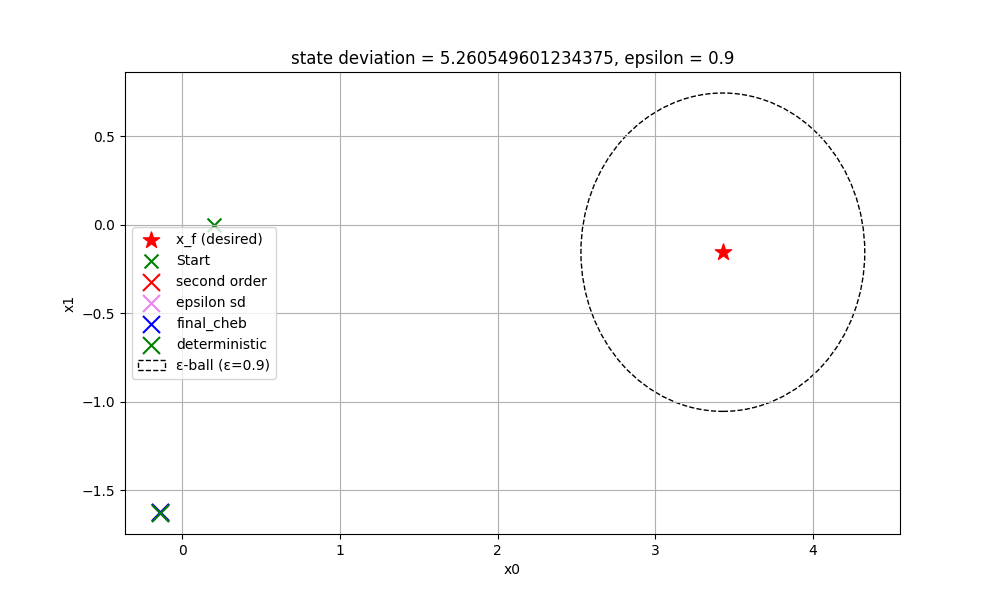 state deviation = 5.260549601234375, epsilon = 0.9
0.5
0.0
−0.5
−1.0
−1.5
x1
x_f (desired)
Start
second order
epsilon sd
final_cheb
deterministic
ε-ball (ε=0.9)
0 1 2 3 4
x0